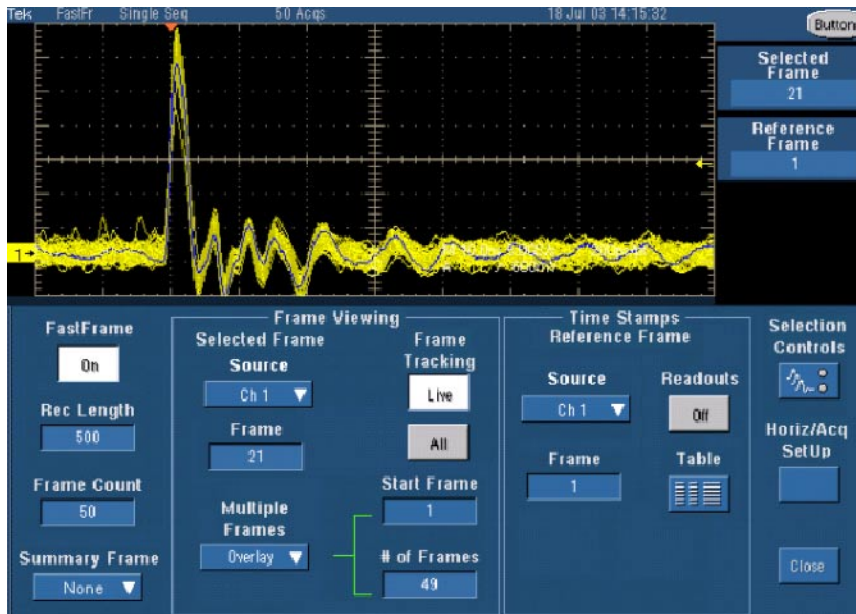 Tek FastFr Single Seq 50 Acqs 18 Jul 03 14:15:32
Button
Selected
Frame
21
Reference
Frame
1
1
FastFrame
On
Rec Length
500
Frame Count
50
Summary Frame
None
Frame Viewing
Selected Frame
Source
Ch 1
Frame
21
Multiple
Frames
Overlay
Frame
Tracking
Live
All
Start Frame
1
# of Frames
49
Time Stamps
Reference Frame
Source
Ch 1
Frame
1
Readouts
Off
Table
Selection
Controls
Horiz/Acq
SetUp
Close